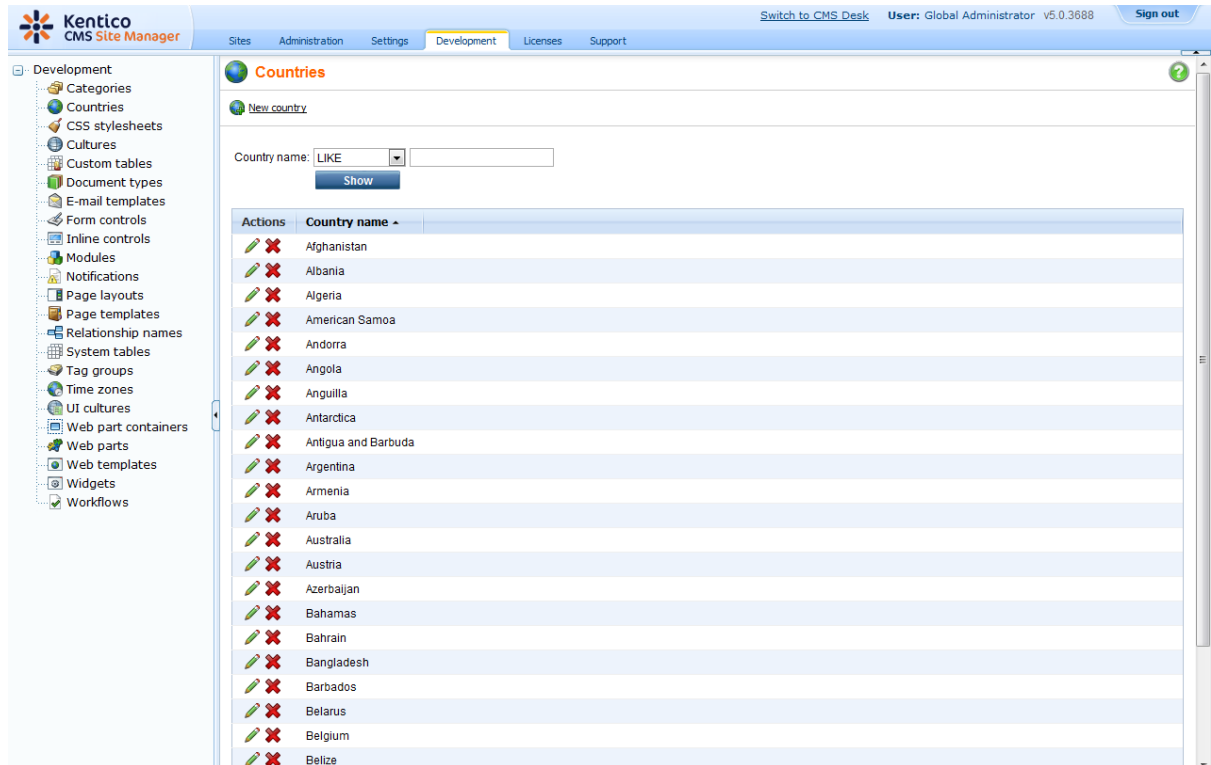 Kentico
CMS Site Manager
Switch to CMS Desk User: Global Administrator v5.0.3688 Sign out
Sites Administration Settings Development Licenses Support
Development
Categories
Countries
CSS stylesheets
Cultures
Custom tables
Document types
E-mail templates
Form controls
Inline controls
Modules
Notifications
Page layouts
Page templates
Relationship names
System tables
Tag groups
Time zones
UI cultures
Web part containers
Web parts
Web templates
Widgets
Workflows
Countries
New country
Country name: LIKE
Show
Actions Country name
Afghanistan
Albania
Algeria
American Samoa
Andorra
Angola
Anguilla
Antarctica
Antigua and Barbuda
Argentina
Armenia
Aruba
Australia
Austria
Azerbaijan
Bahamas
Bahrain
Bangladesh
Barbados
Belarus
Belgium
Belize